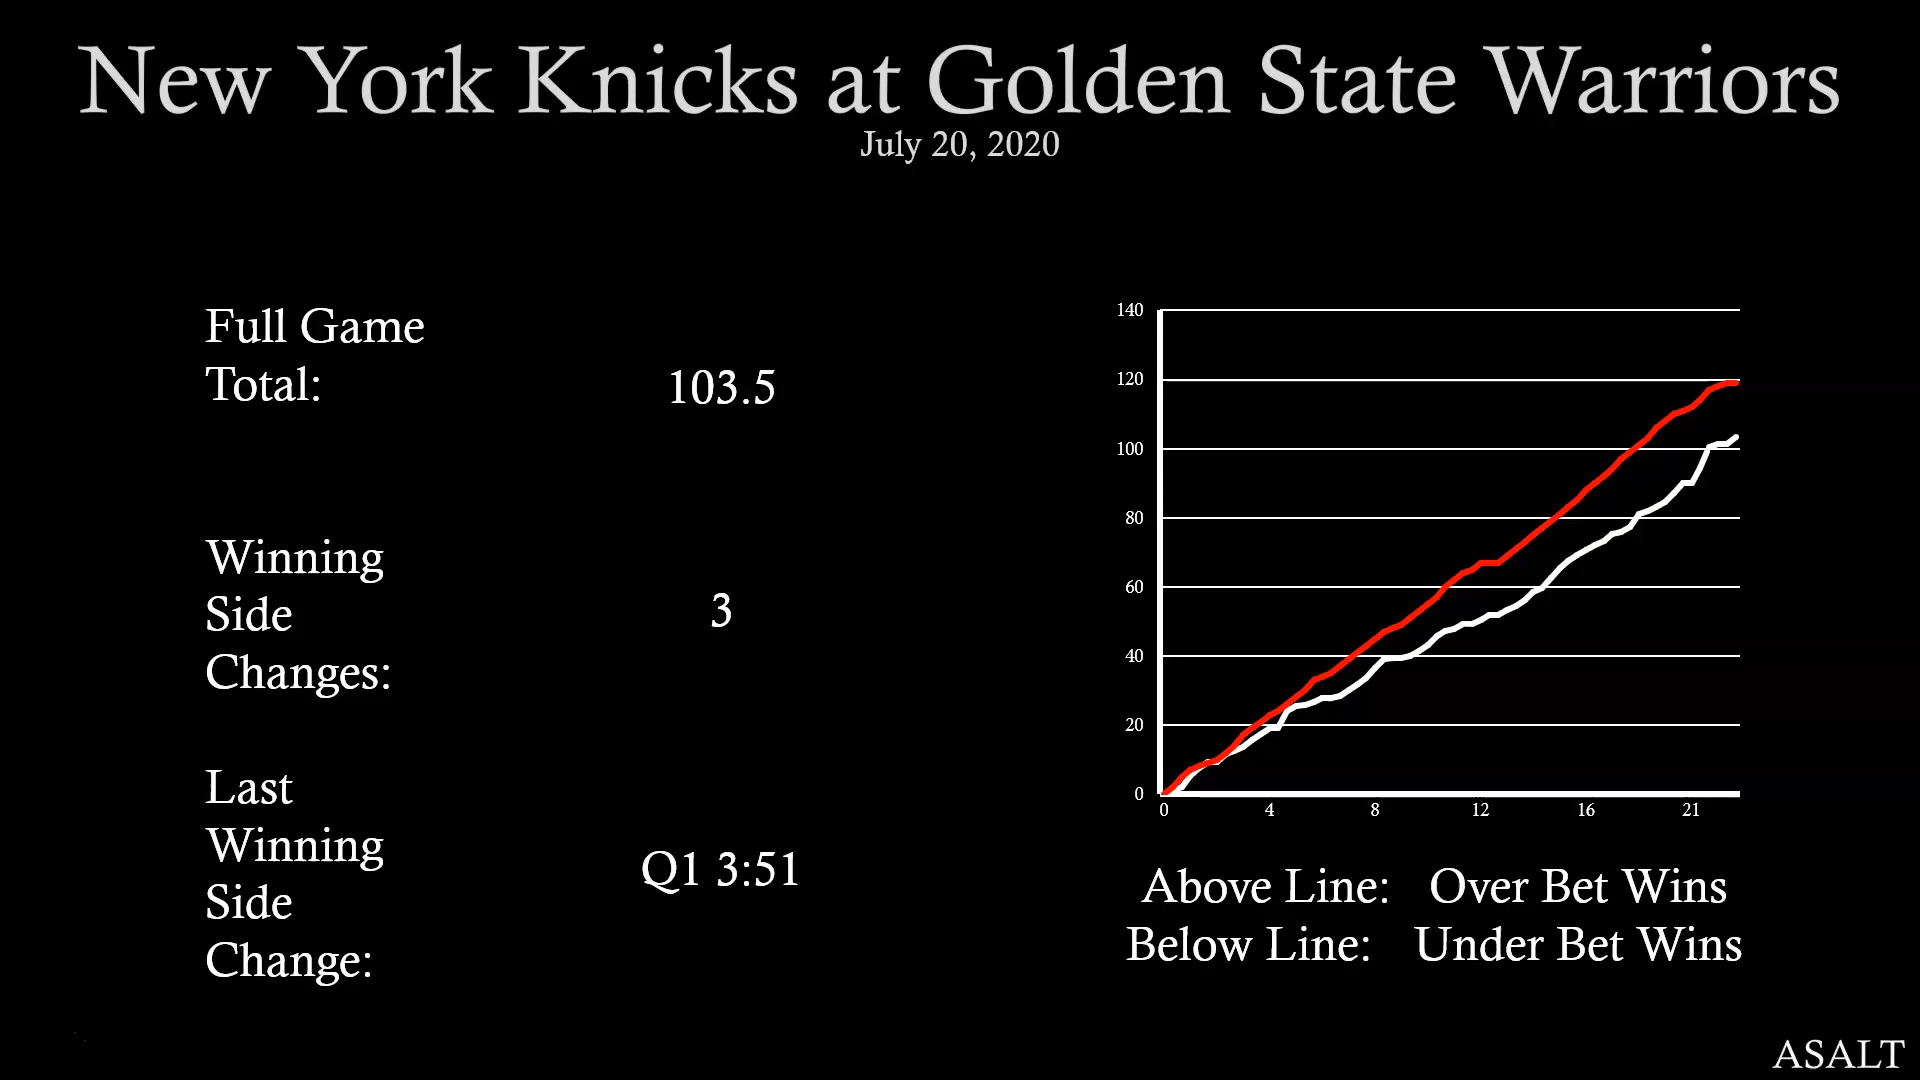 New York Knicks at Golden State Warriors
July 20, 2020
Full Game
Total:
103.5
Winning
Side
Changes:
3
Last
Winning
Side
Change:
Q1 3:51
140
120
100
80
60
40
20
0
0 4 8 12 16 21
Above Line: Over Bet Wins
Below Line: Under Bet Wins
ASALT